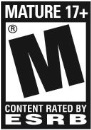 MATURE 17+
M®
CONTENT RATED BY
ESRB